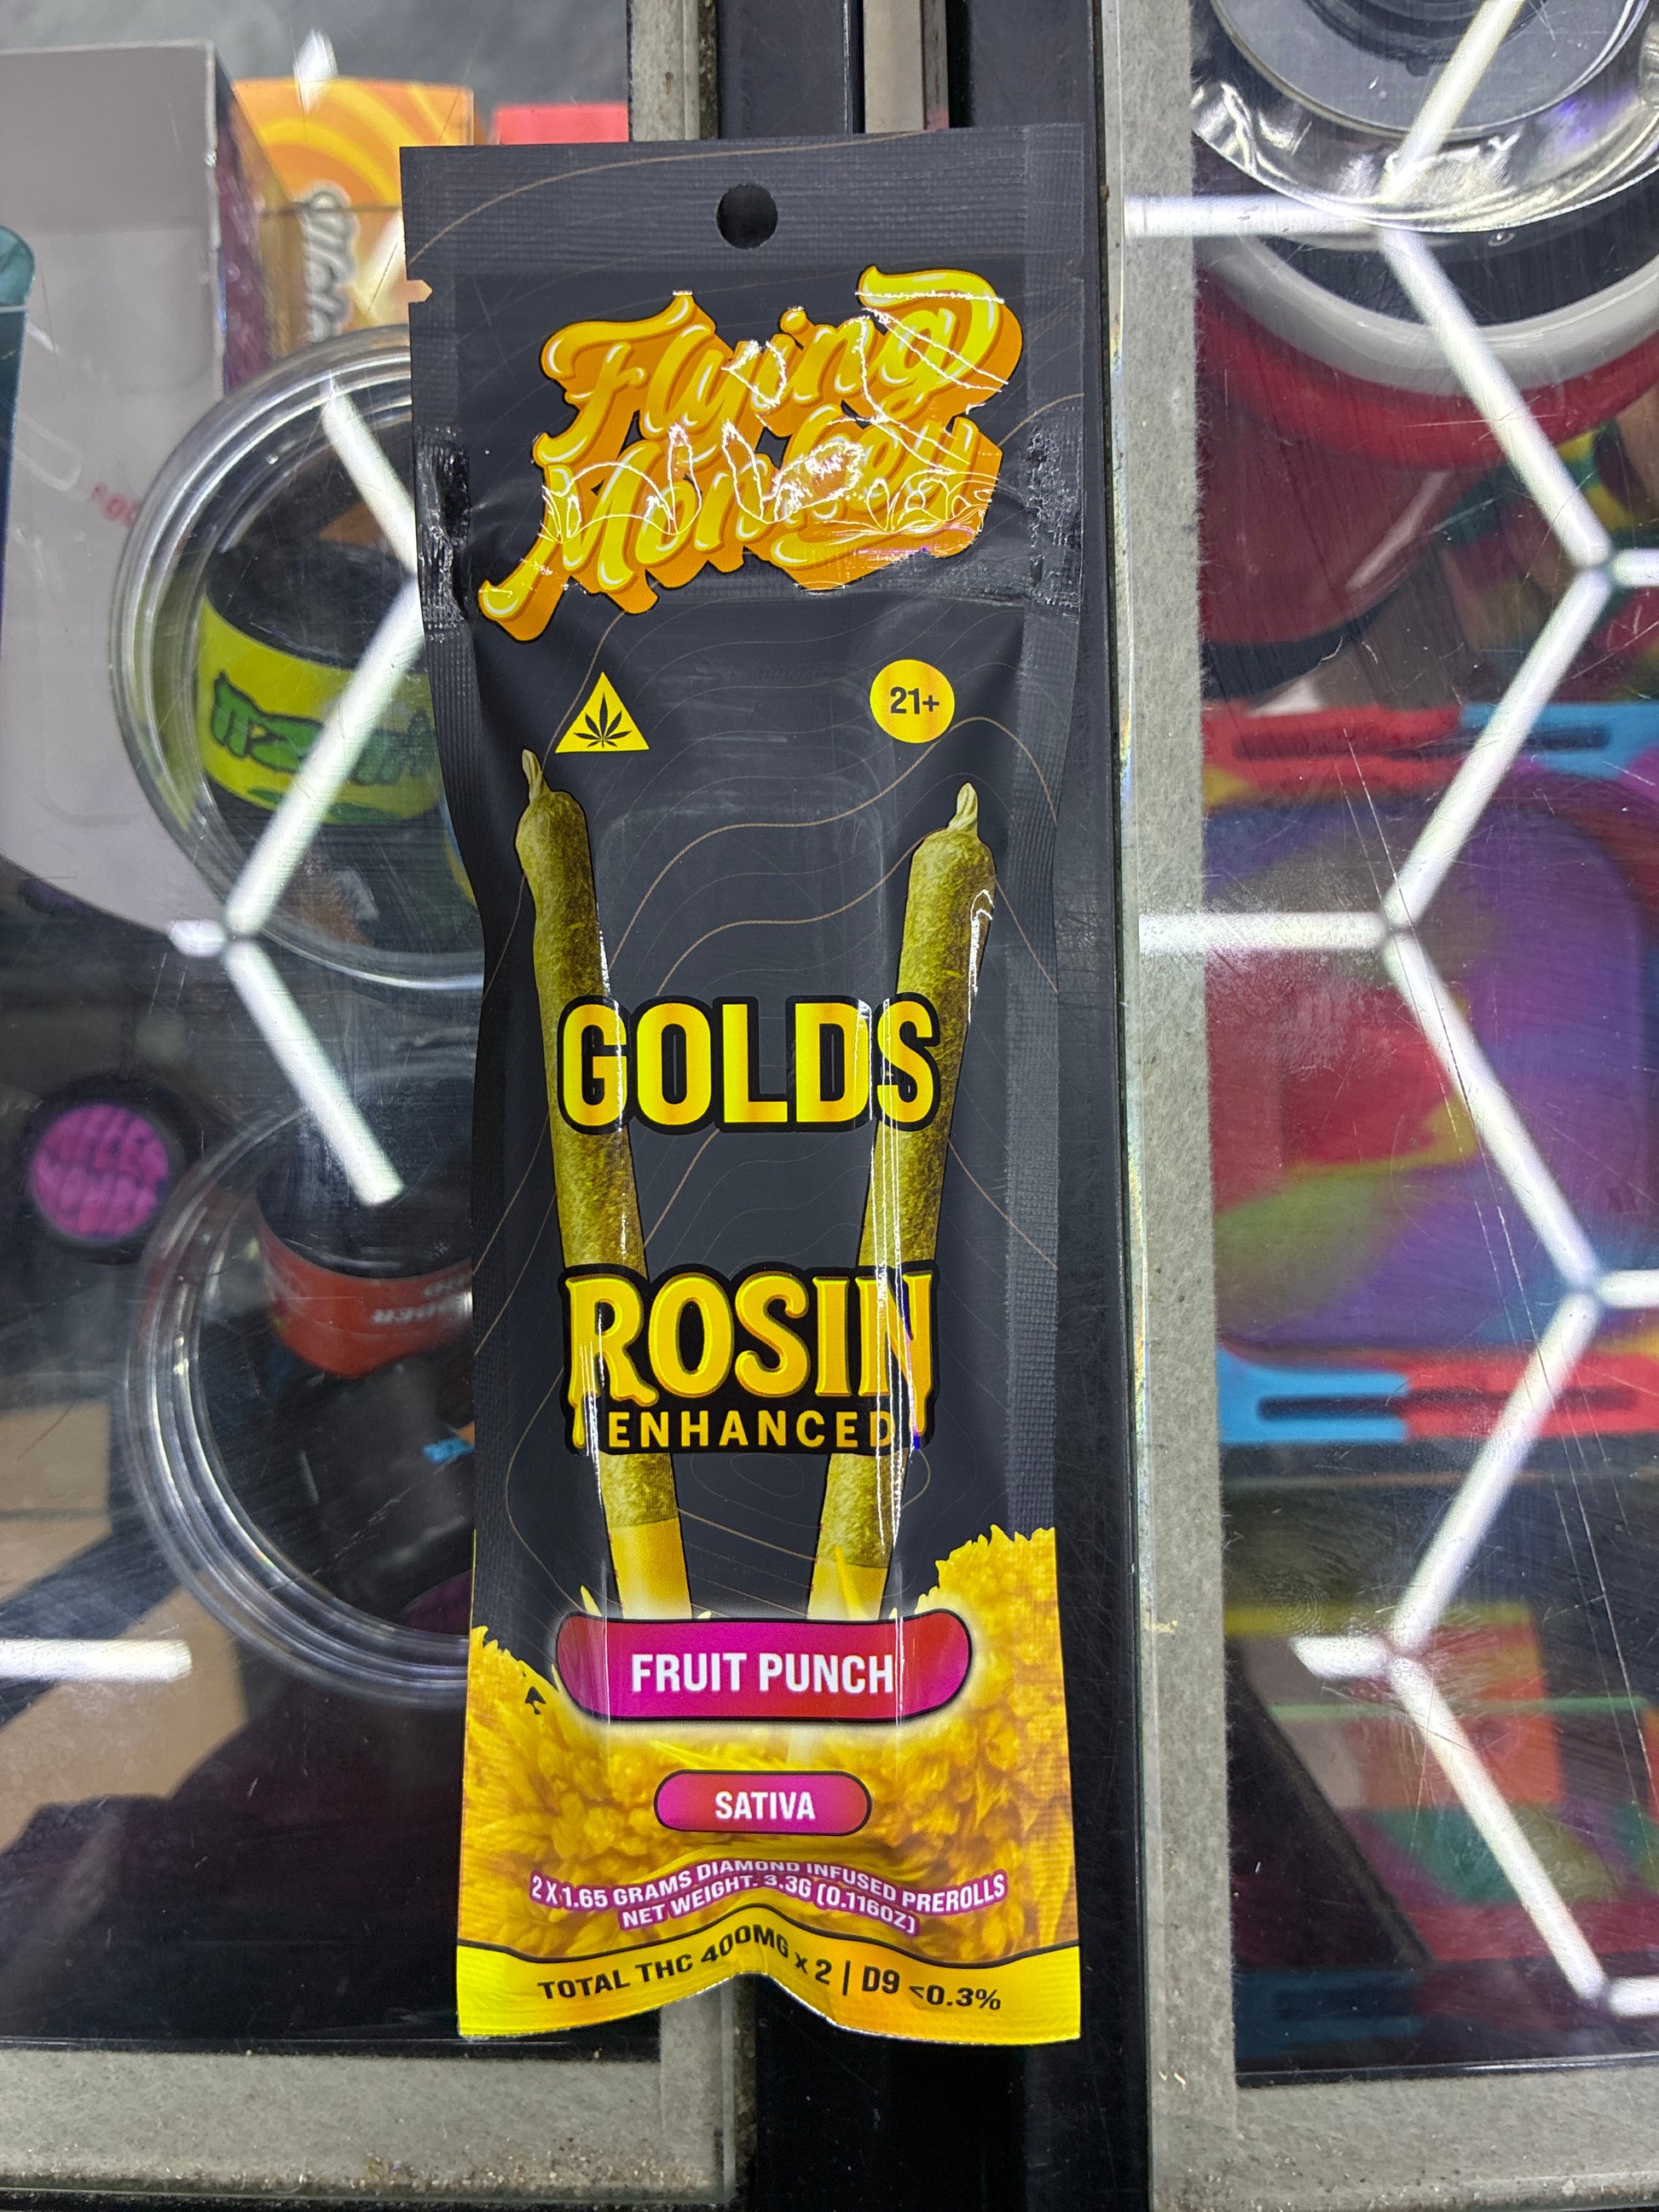 Flying
Monkey
21+
GOLDS
ROSIN
ENHANCED
FRUIT PUNCH
SATIVA
2 X 1.65 GRAMS DIAMOND INFUSED PREROLLS
NET WEIGHT. 3.3G (0.116OZ)
TOTAL THC 400MG x 2 | D9 <0.3%